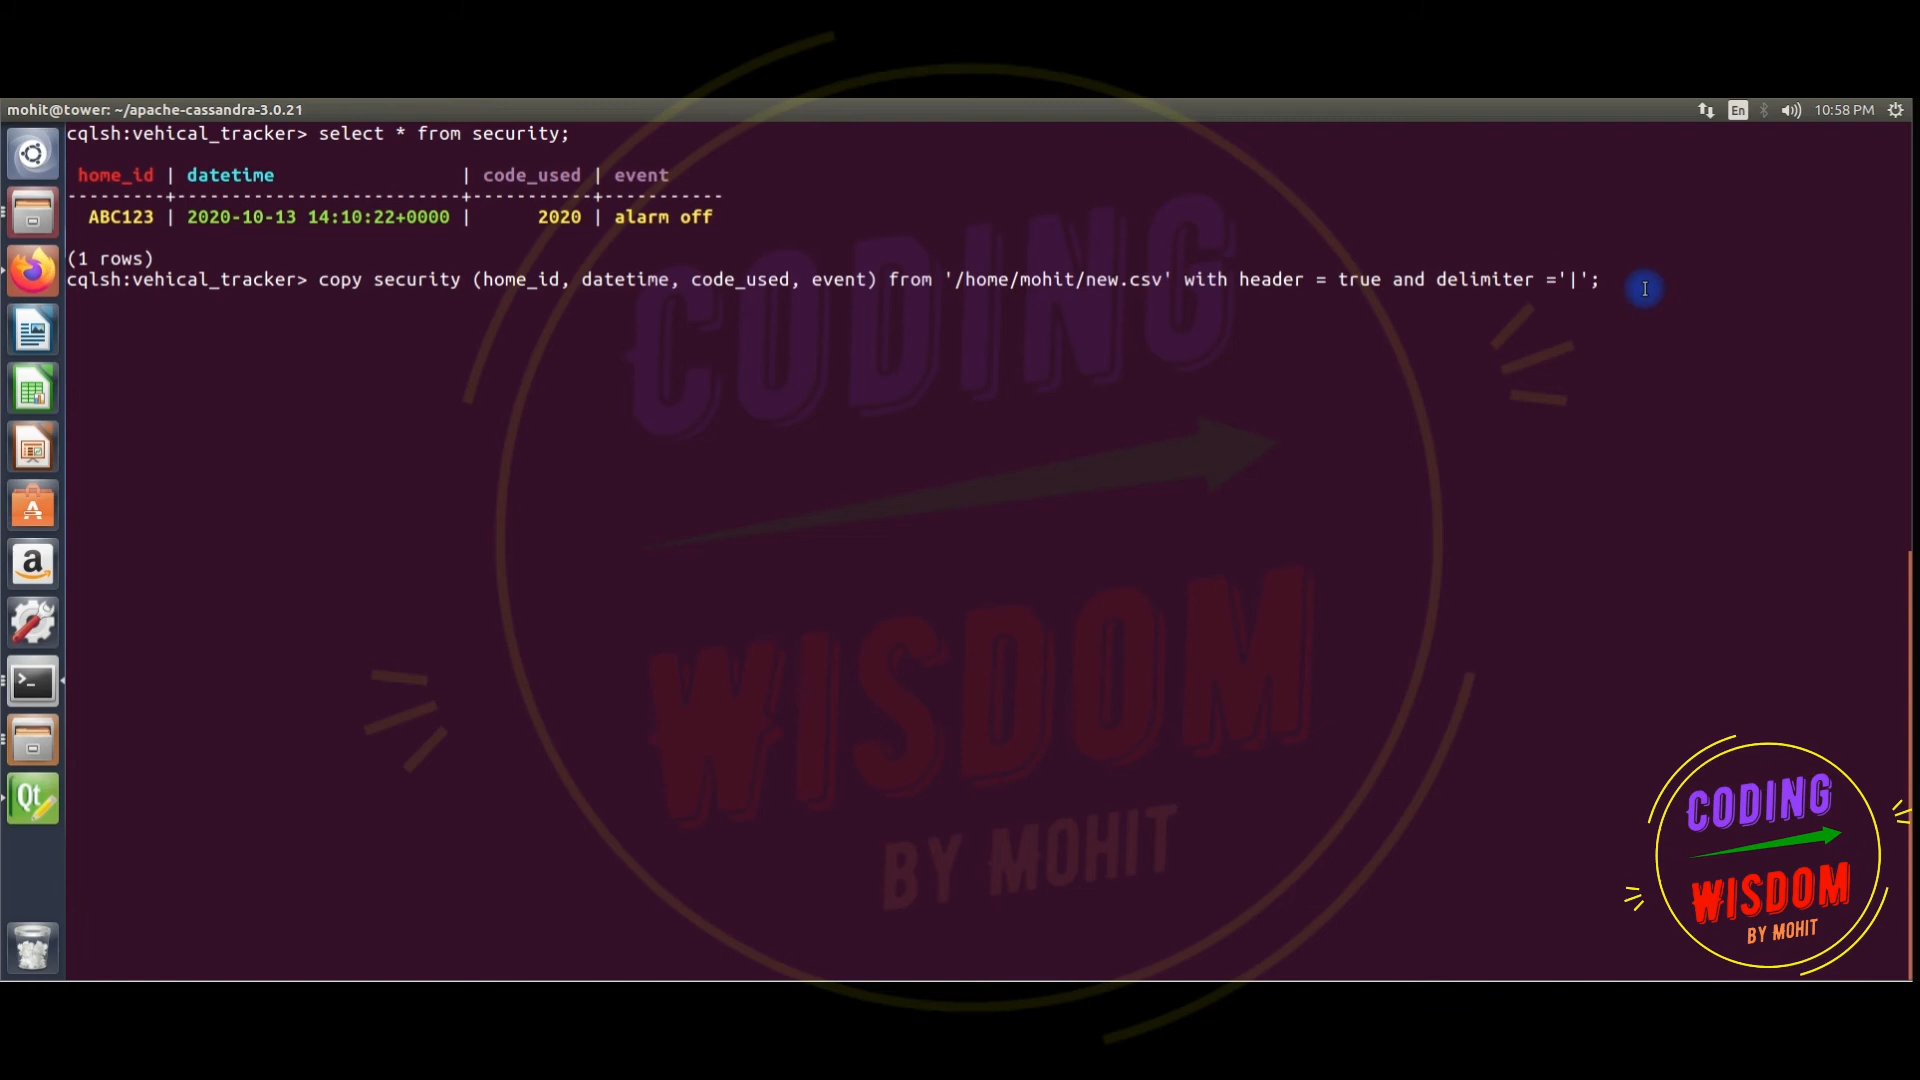 mohit@tower: ~/apache-cassandra-3.0.21
En
10:58 PM
cqlsh:vehical_tracker> select * from security;
home_id | datetime | code_used | event
---------+--------------------------+-----------+-----------
ABC123 | 2020-10-13 14:10:22+0000 | 2020 | alarm off
(1 rows)
cqlsh:vehical_tracker> copy security (home_id, datetime, code_used, event) from '/home/mohit/new.csv' with header = true and delimiter ='|';
CODING
WISDOM
BY MOHIT
a
Qt
CODING
WISDOM
BY MOHIT